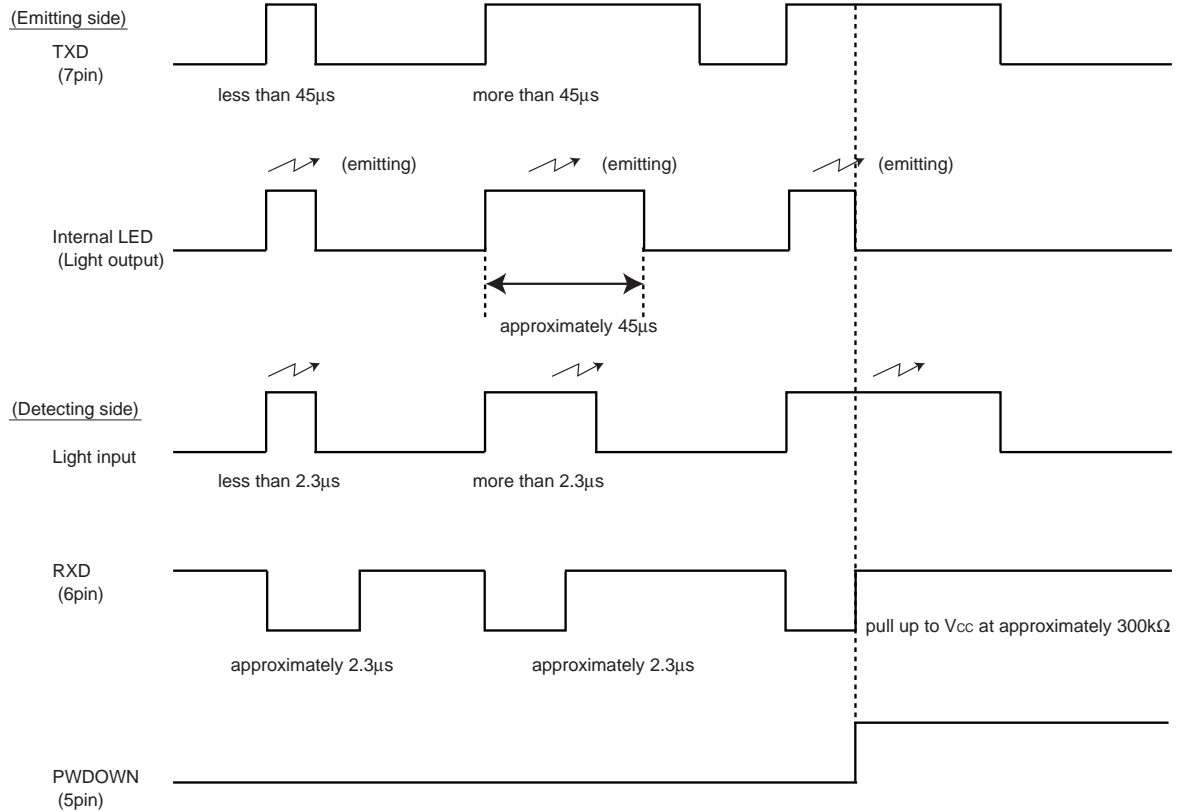 (Emitting side)
TXD
(7pin)
less than 45μs
more than 45μs
(emitting)
(emitting)
(emitting)
Internal LED
(Light output)
approximately 45μs
(Detecting side)
Light input
less than 2.3μs
more than 2.3μs
RXD
(6pin)
pull up to VCC at approximately 300kΩ
approximately 2.3μs
approximately 2.3μs
PWDOWN
(5pin)